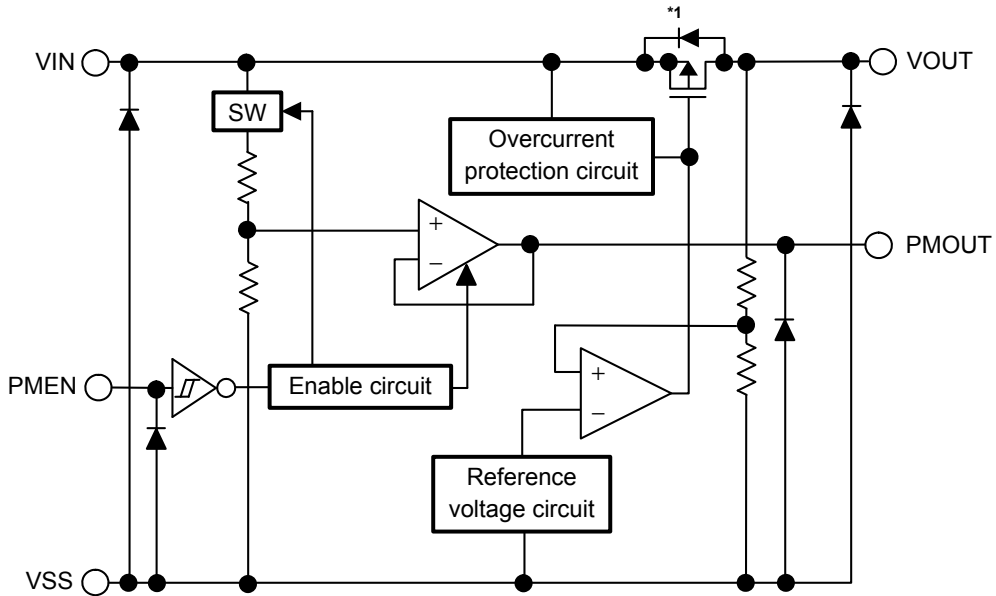 *1
VIN
VOUT
SW
Overcurrent
protection circuit
+
−
PMOUT
PMEN
Enable circuit
+
−
Reference
voltage circuit
VSS